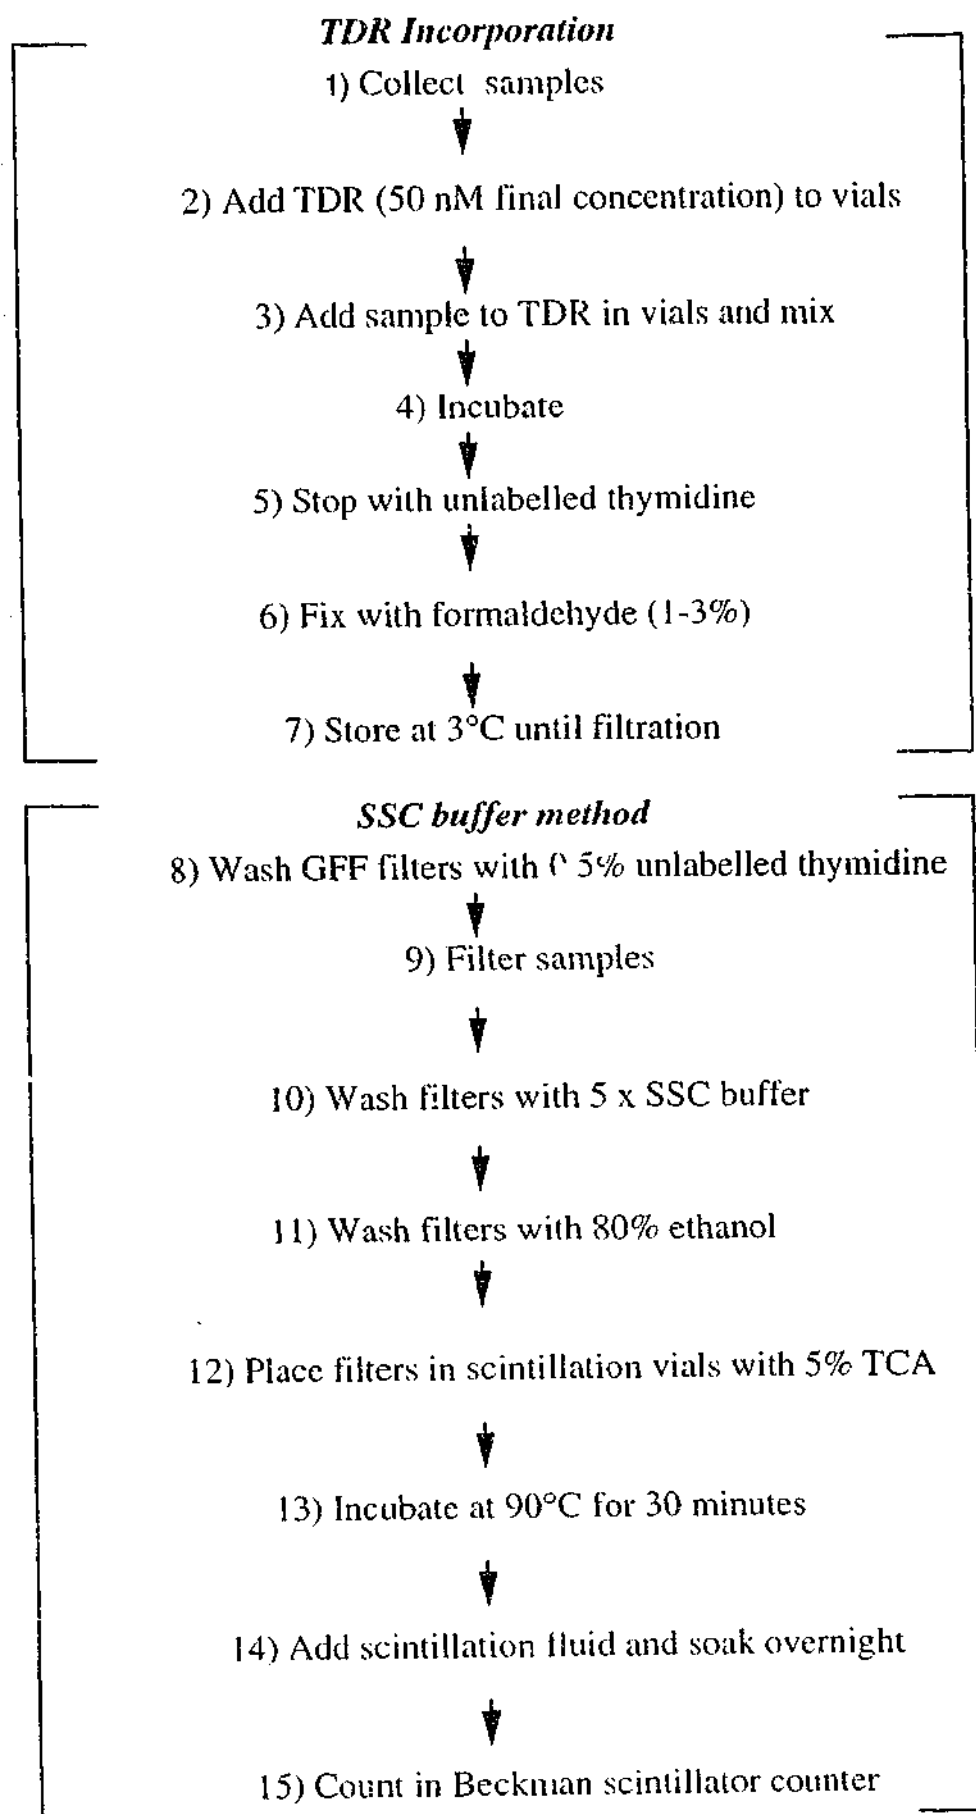 TDR Incorporation
1) Collect samples
2) Add TDR (50 nM final concentration) to vials
3) Add sample to TDR in vials and mix
4) Incubate
5) Stop with unlabelled thymidine
6) Fix with formaldehyde (1-3%)
7) Store at 3°C until filtration
SSC buffer method
8) Wash GFF filters with 5% unlabelled thymidine
9) Filter samples
10) Wash filters with 5 x SSC buffer
11) Wash filters with 80% ethanol
12) Place filters in scintillation vials with 5% TCA
13) Incubate at 90°C for 30 minutes
14) Add scintillation fluid and soak overnight
15) Count in Beckman scintillator counter